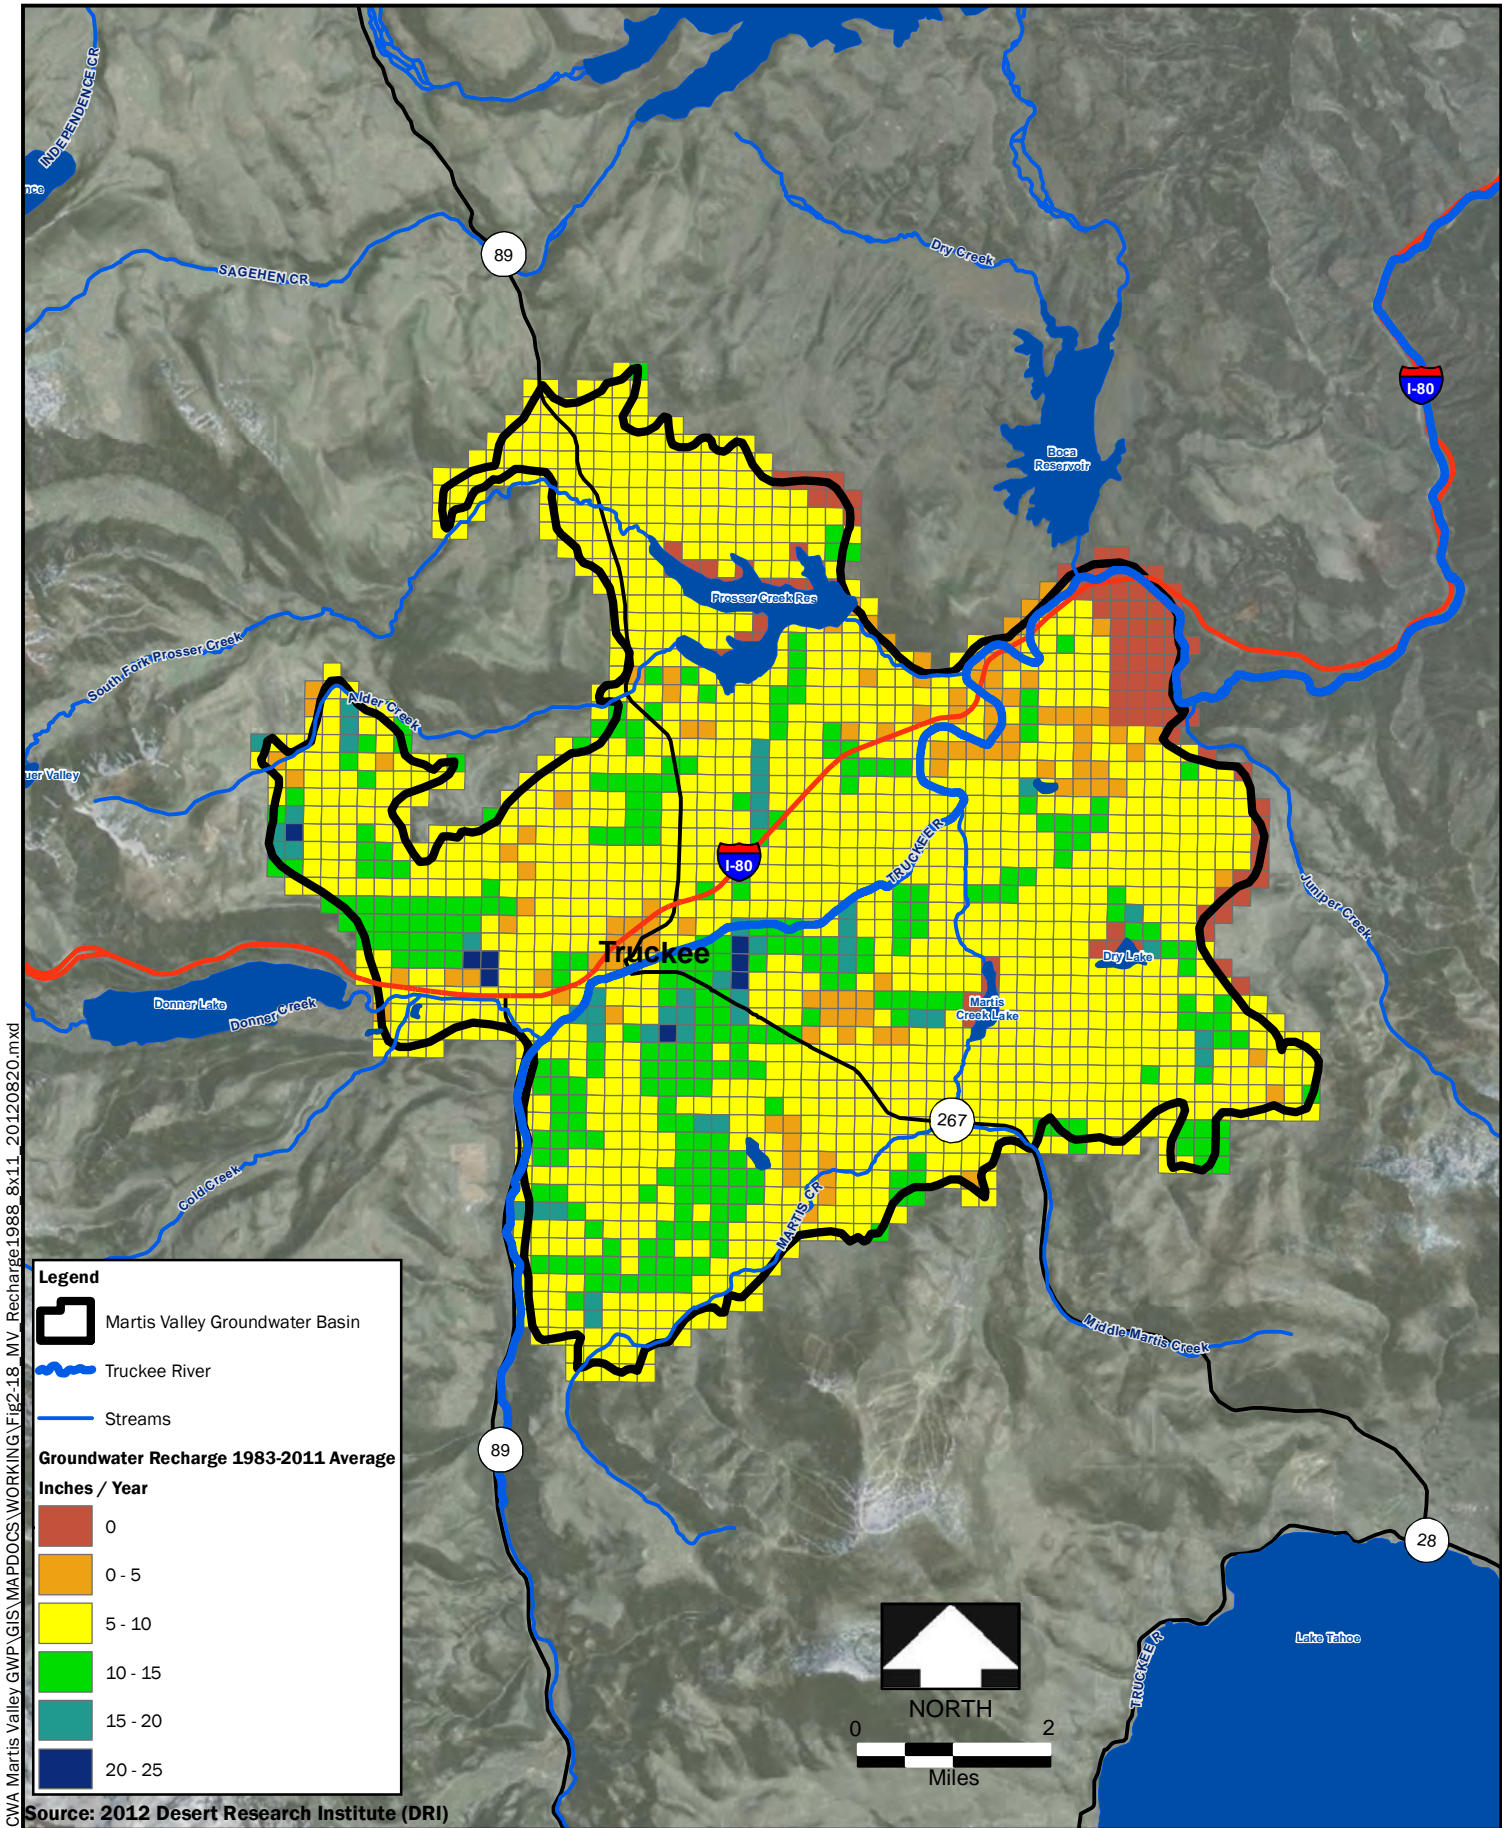 INDEPENDENCE CR
nce
SAGEHEN CR
89
Dry Creek
I-80
Boca
Reservoir
Prosser Creek Res
South Fork Prosser Creek
Alder Creek
uer Valley
I-80
TRUCKEE R
Juniper Creek
Truckee
Dry Lake
Donner Lake
Donner Creek
Martis
Creek Lake
267
Cold Creek
MARTIS CR
Middle Martis Creek
89
28
Lake Tahoe
TRUCKEE R
Legend
Martis Valley Groundwater Basin
Truckee River
Streams
Groundwater Recharge 1983-2011 Average
Inches / Year
0
0 - 5
5 - 10
10 - 15
15 - 20
20 - 25
NORTH
0 2
Miles
Source: 2012 Desert Research Institute (DRI)
CWA Martis Valley GWP\GIS\MAPDOCS\WORKING\Fig2-18_MV_Recharge1988_8x11_20120820.mxd